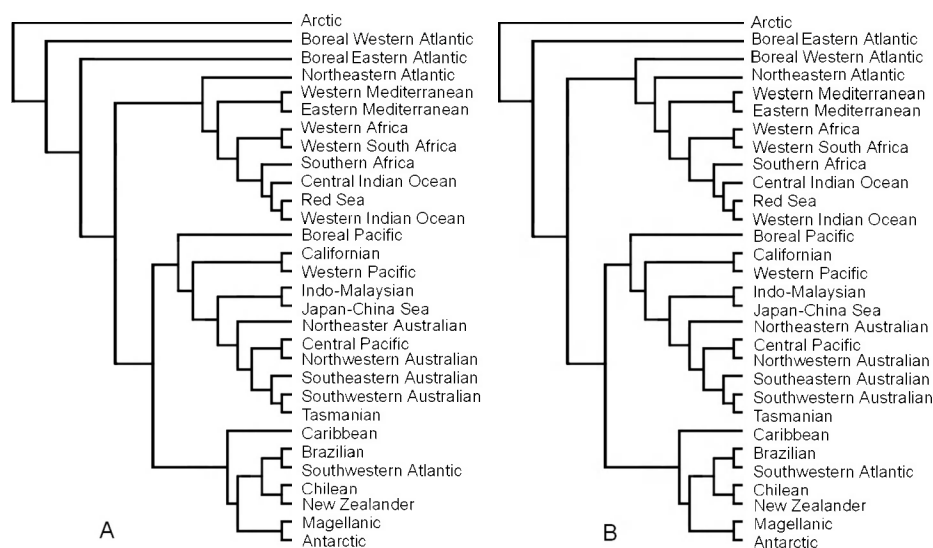 Arctic
Boreal Western Atlantic
Boreal Eastern Atlantic
Northeastern Atlantic
Western Mediterranean
Eastern Mediterranean
Western Africa
Western South Africa
Southern Africa
Central Indian Ocean
Red Sea
Western Indian Ocean
Boreal Pacific
Californian
Western Pacific
Indo-Malaysian
Japan-China Sea
Northeaster Australian
Central Pacific
Northwestern Australian
Southeastern Australian
Southwestern Australian
Tasmanian
Caribbean
Brazilian
Southwestern Atlantic
Chilean
New Zealander
Magellanic
Antarctic
A
Arctic
Boreal Eastern Atlantic
Boreal Western Atlantic
Northeastern Atlantic
Western Mediterranean
Eastern Mediterranean
Western Africa
Western South Africa
Southern Africa
Central Indian Ocean
Red Sea
Western Indian Ocean
Boreal Pacific
Californian
Western Pacific
Indo-Malaysian
Japan-China Sea
Northeastern Australian
Central Pacific
Northwestern Australian
Southeastern Australian
Southwestern Australian
Tasmanian
Caribbean
Brazilian
Southwestern Atlantic
Chilean
New Zealander
Magellanic
Antarctic
B